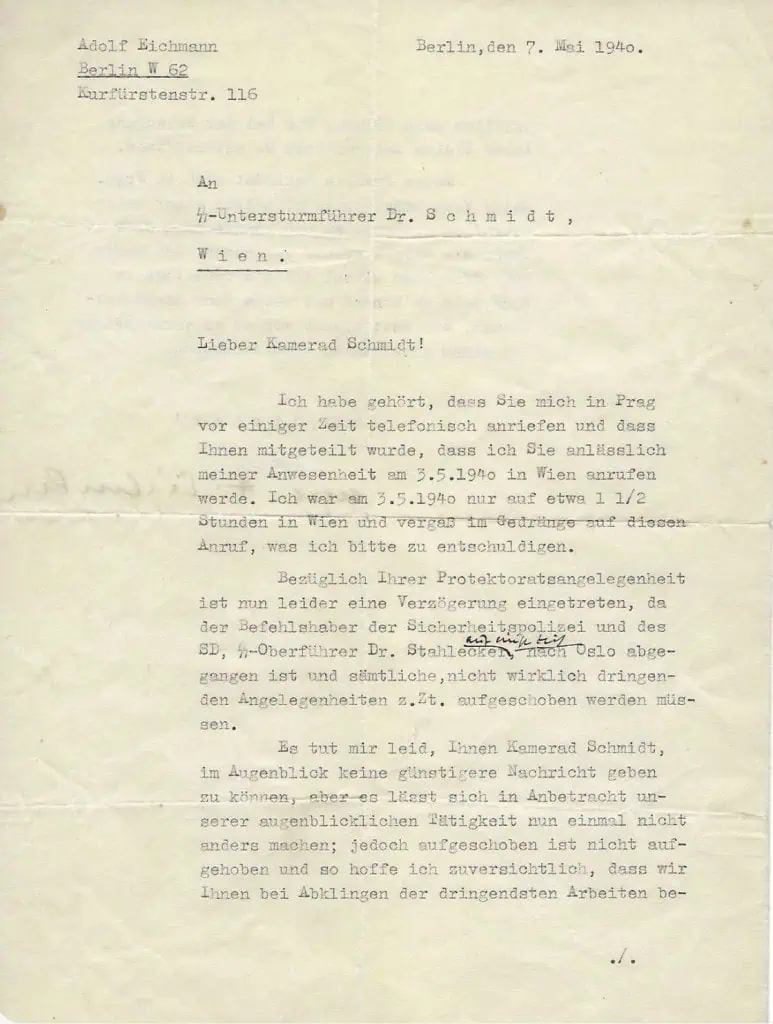 Adolf Eichmann
Berlin, den 7. Mai 1940.
Berlin W 62
Kurfürstenstr. 116
An
ᛋᛋ-Untersturmführer Dr. S c h m i d t ,
W i e n .
Lieber Kamerad Schmidt!
Ich habe gehört, dass Sie mich in Prag
vor einiger Zeit telefonisch anriefen und dass
Ihnen mitgeteilt wurde, dass ich Sie anlässlich
meiner Anwesenheit am 3.5.1940 in Wien anrufen
werde. Ich war am 3.5.1940 nur auf etwa 1 1/2
Stunden in Wien und vergaß im Gedränge auf diesen
Anruf, was ich bitte zu entschuldigen.
Bezüglich Ihrer Protektoratsangelegenheit
ist nun leider eine Verzögerung eingetreten, da
der Befehlshaber der Sicherheitspolizei und des
auf einige Zeit
SD, ᛋᛋ-Oberführer Dr. Stahlecker, nach Oslo abge-
gangen ist und sämtliche,nicht wirklich dringen-
den Angelegenheiten z.Zt. aufgeschoben werden müs-
sen.
Es tut mir leid, Ihnen Kamerad Schmidt,
im Augenblick keine günstigere Nachricht geben
zu können, aber es lässt sich in Anbetracht un-
serer augenblicklichen Tätigkeit nun einmal nicht
anders machen; jedoch aufgeschoben ist nicht auf-
gehoben und so hoffe ich zuversichtlich, dass wir
Ihnen bei Abklingen der dringendsten Arbeiten be-
./.